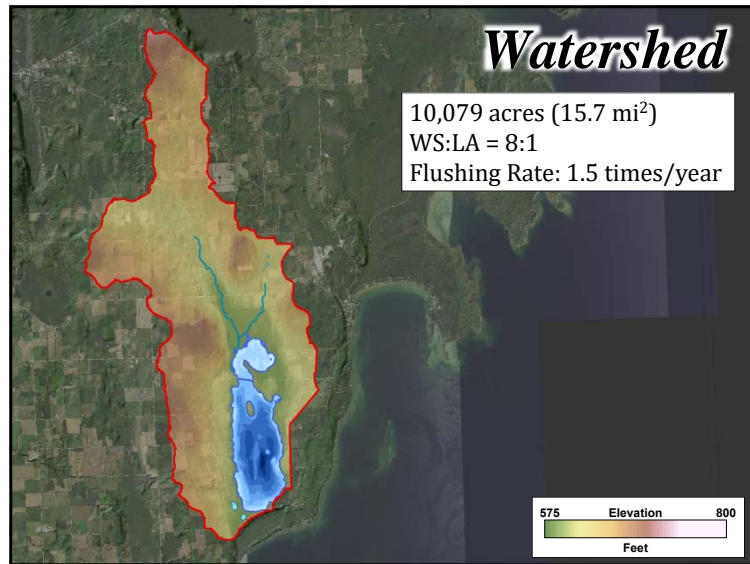 Watershed
10,079 acres (15.7 mi²)
WS:LA = 8:1
Flushing Rate: 1.5 times/year
575 Elevation 800
Feet